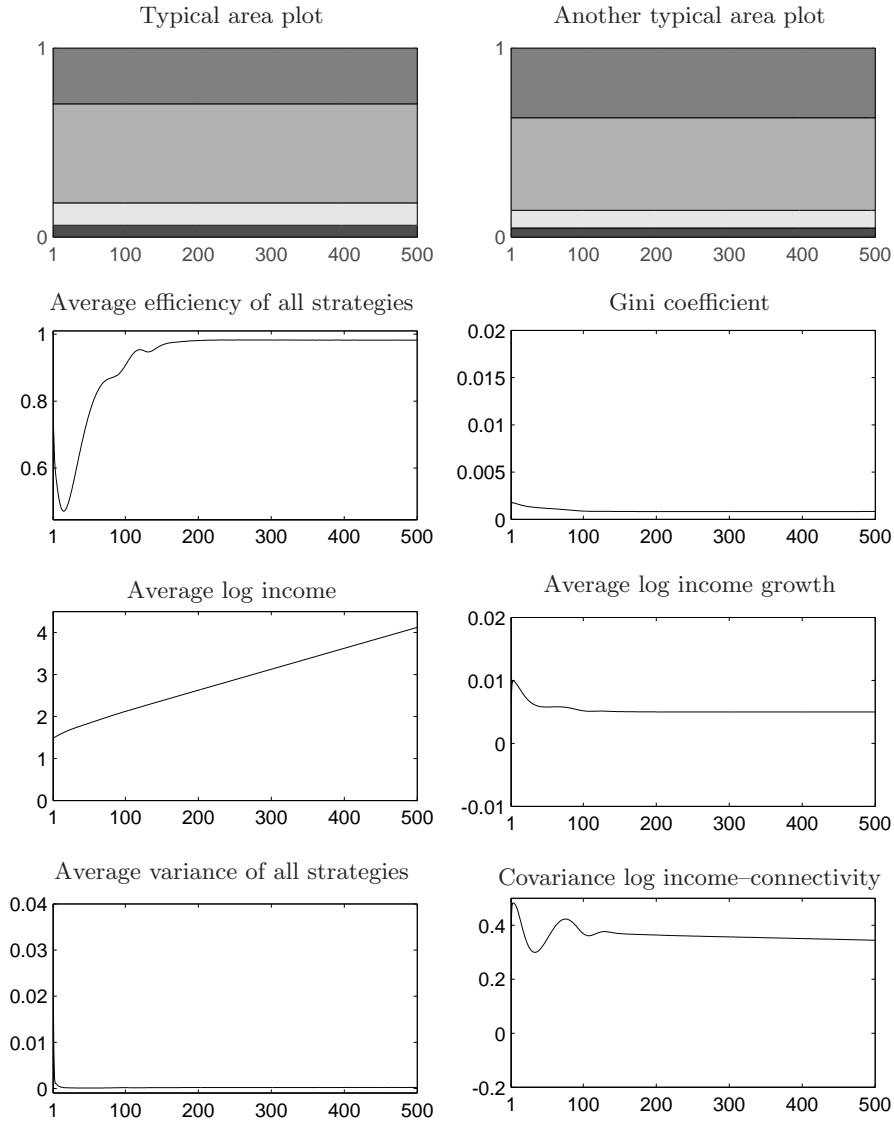 Typical area plot
1
0
1 100 200 300 400 500
Another typical area plot
1
0
1 100 200 300 400 500
Average efficiency of all strategies
1
0.8
0.6
1 100 200 300 400 500
Gini coefficient
0.02
0.015
0.01
0.005
0
1 100 200 300 400 500
Average log income
4
3
2
1
0
1 100 200 300 400 500
Average log income growth
0.02
0.01
0
-0.01
1 100 200 300 400 500
Average variance of all strategies
0.04
0.03
0.02
0.01
0
1 100 200 300 400 500
Covariance log income–connectivity
0.4
0.2
0
-0.2
1 100 200 300 400 500